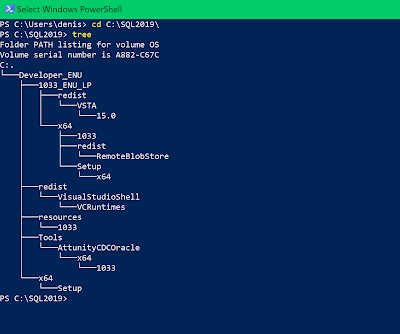 Select Windows PowerShell
PS C:\Users\denis> cd C:\SQL2019\
PS C:\SQL2019> tree
Folder PATH listing for volume OS
Volume serial number is A882-C67C
C:.
└───Developer_ENU
    ├───1033_ENU_LP
    │   ├───redist
    │   │   └───VSTA
    │   │       └───15.0
    │   └───x64
    │       ├───1033
    │       ├───redist
    │       │   └───RemoteBlobStore
    │       └───Setup
    │           └───x64
    ├───redist
    │   └───VisualStudioShell
    │       └───VCRuntimes
    ├───resources
    │   └───1033
    ├───Tools
    │   └───AttunityCDCOracle
    │       └───x64
    │           └───1033
    └───x64
        └───Setup
PS C:\SQL2019>